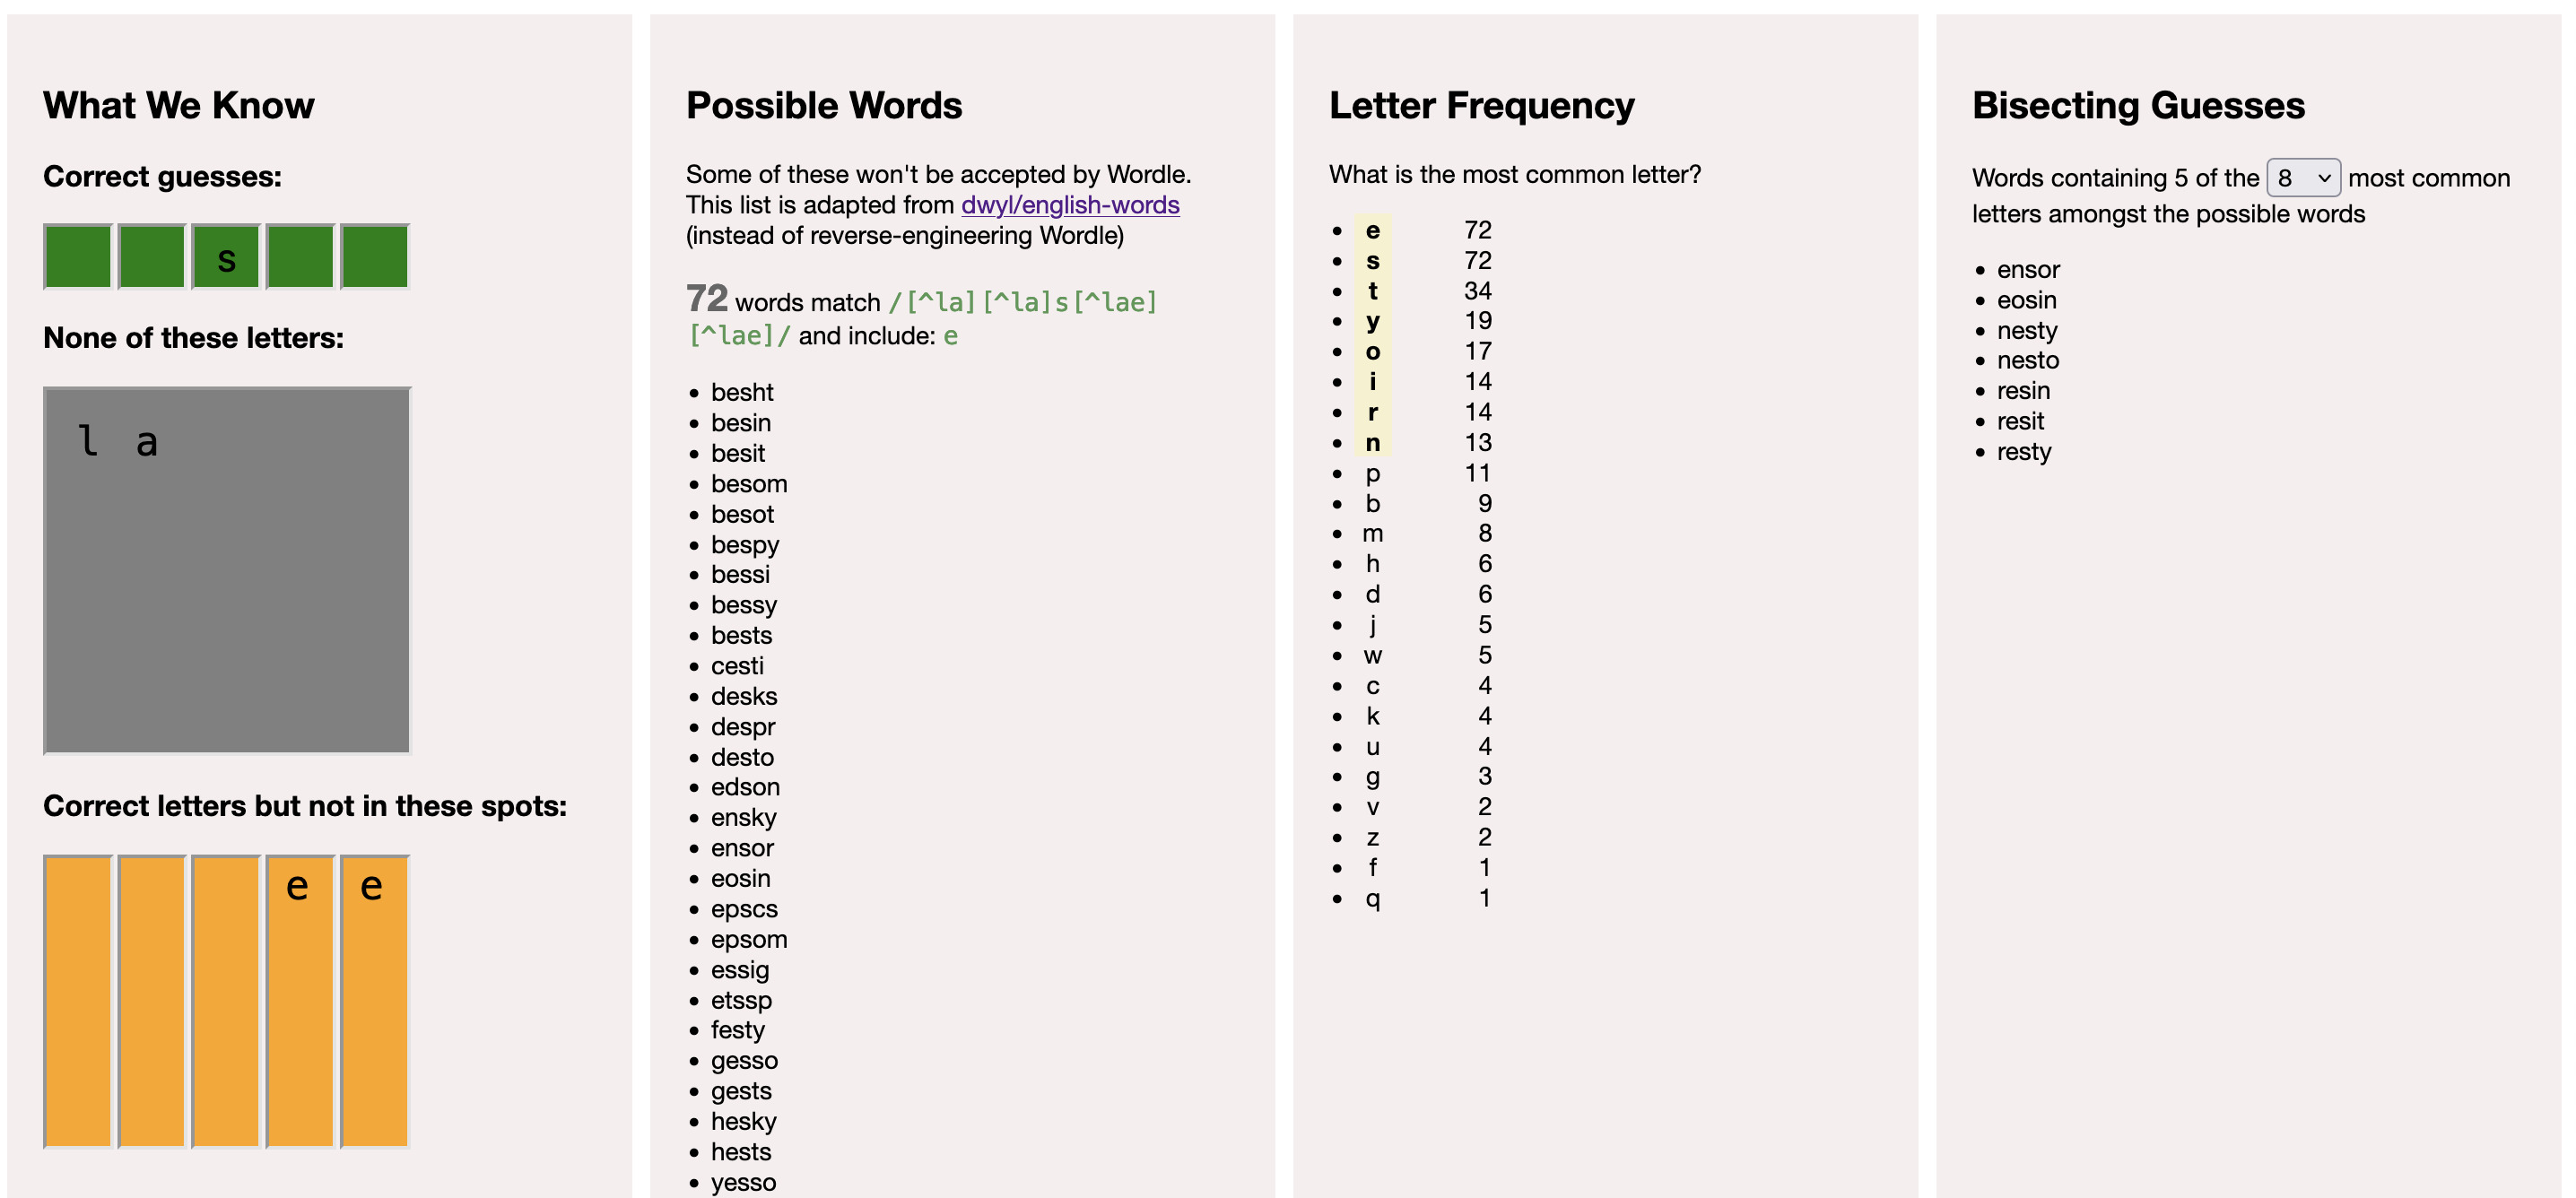 What We Know
Correct guesses:
s
None of these letters:
l a
Correct letters but not in these spots:
e e
Possible Words
Some of these won't be accepted by Wordle.
This list is adapted from dwyl/english-words
(instead of reverse-engineering Wordle)
72 words match /[^la][^la]s[^lae]
[^lae]/ and include: e
besht
besin
besit
besom
besot
bespy
bessi
bessy
bests
cesti
desks
despr
desto
edson
ensky
ensor
eosin
epscs
epsom
essig
etssp
festy
gesso
gests
hesky
hests
yesso
Letter Frequency
What is the most common letter?
e 72
s 72
t 34
y 19
o 17
i 14
r 14
n 13
p 11
b 9
m 8
h 6
d 6
j 5
w 5
c 4
k 4
u 4
g 3
v 2
z 2
f 1
q 1
Bisecting Guesses
Words containing 5 of the 8 most common
letters amongst the possible words
ensor
eosin
nesty
nesto
resin
resit
resty